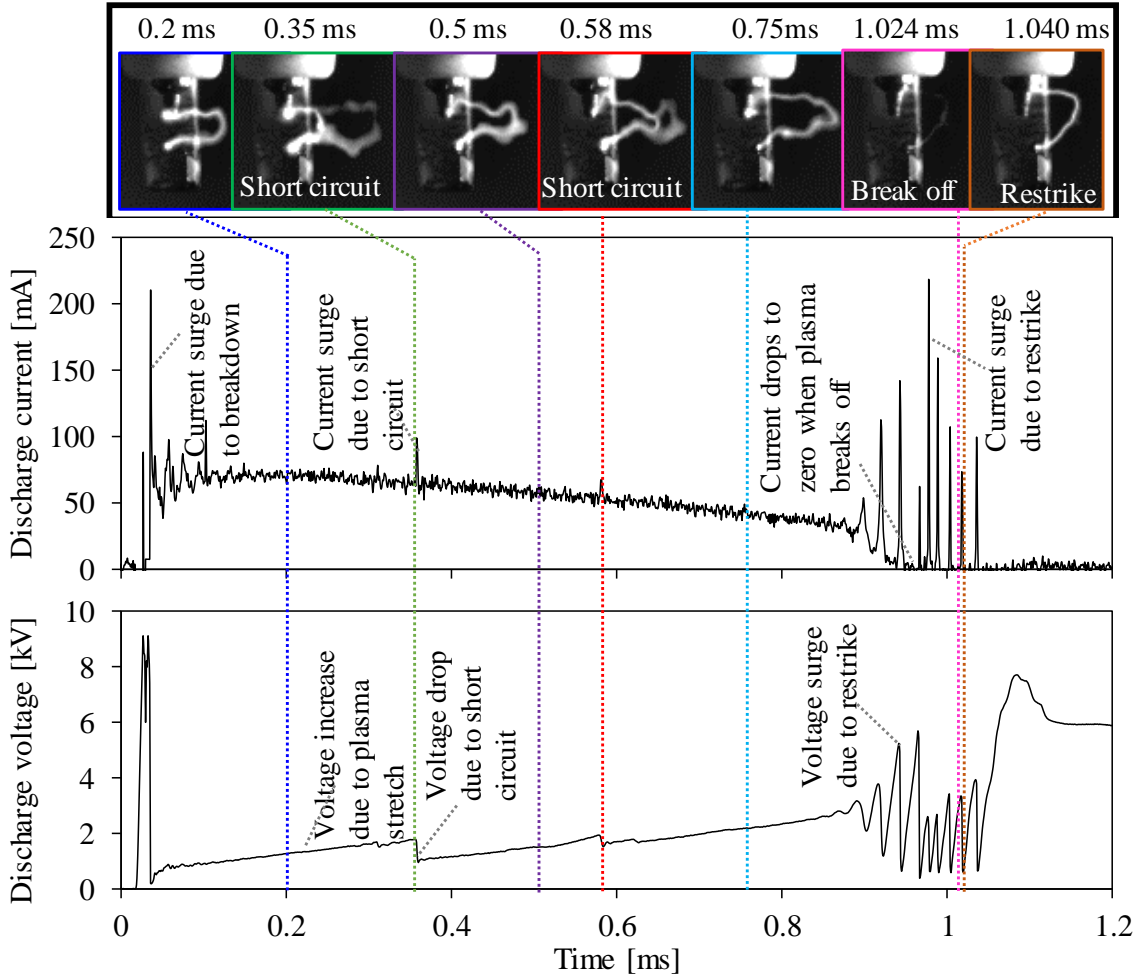 0.2 ms
0.35 ms
0.5 ms
0.58 ms
0.75 ms
1.024 ms
1.040 ms
Short circuit
Short circuit
Break off
Restrike
Discharge current [mA]
250
200
150
100
50
0
Current surge due
to breakdown
Current surge
due to short
circuit
Current drops to
zero when plasma
breaks off
Current surge
due to restrike
Discharge voltage [kV]
10
8
6
4
2
0
Voltage increase
due to plasma
stretch
Voltage drop
due to short
circuit
Voltage surge
due to restrike
0
0.2
0.4
0.6
0.8
1
1.2
Time [ms]